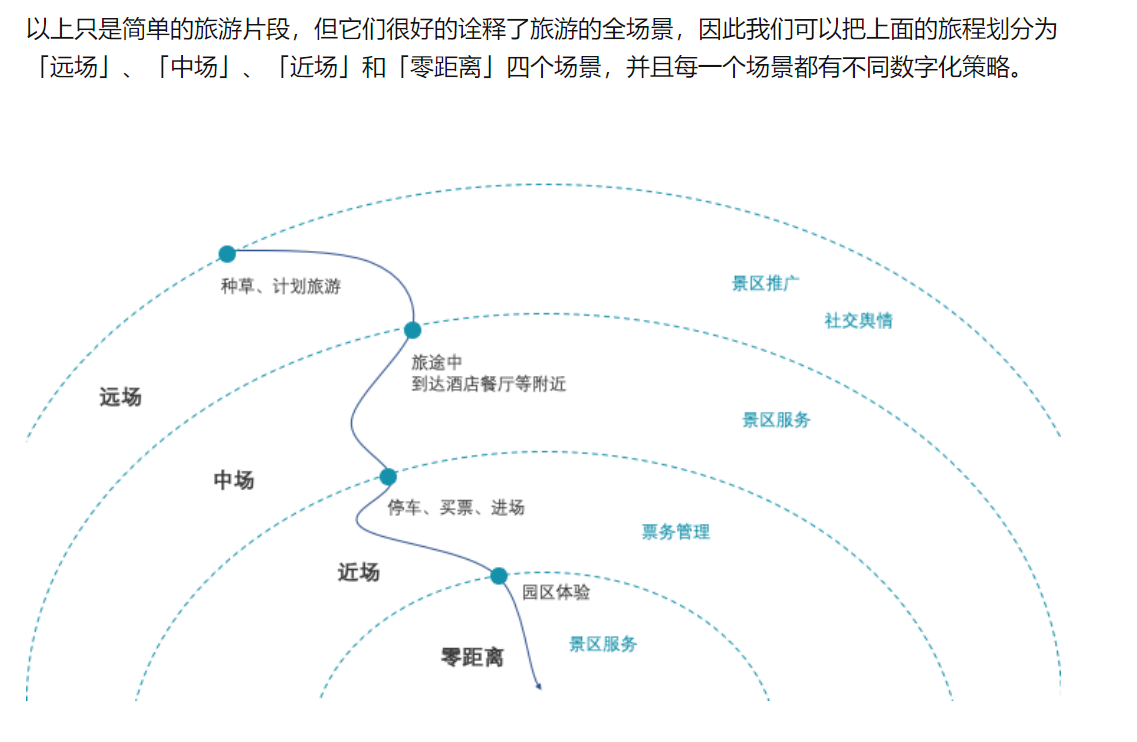 以上只是简单的旅游片段，但它们很好的诠释了旅游的全场景，因此我们可以把上面的旅程划分为
「远场」、「中场」、「近场」和「零距离」四个场景，并且每一个场景都有不同数字化策略。
种草、计划旅游
景区推广
社交舆情
旅途中
到达酒店餐厅等附近
远场
景区服务
中场
停车、买票、进场
票务管理
近场
园区体验
景区服务
零距离